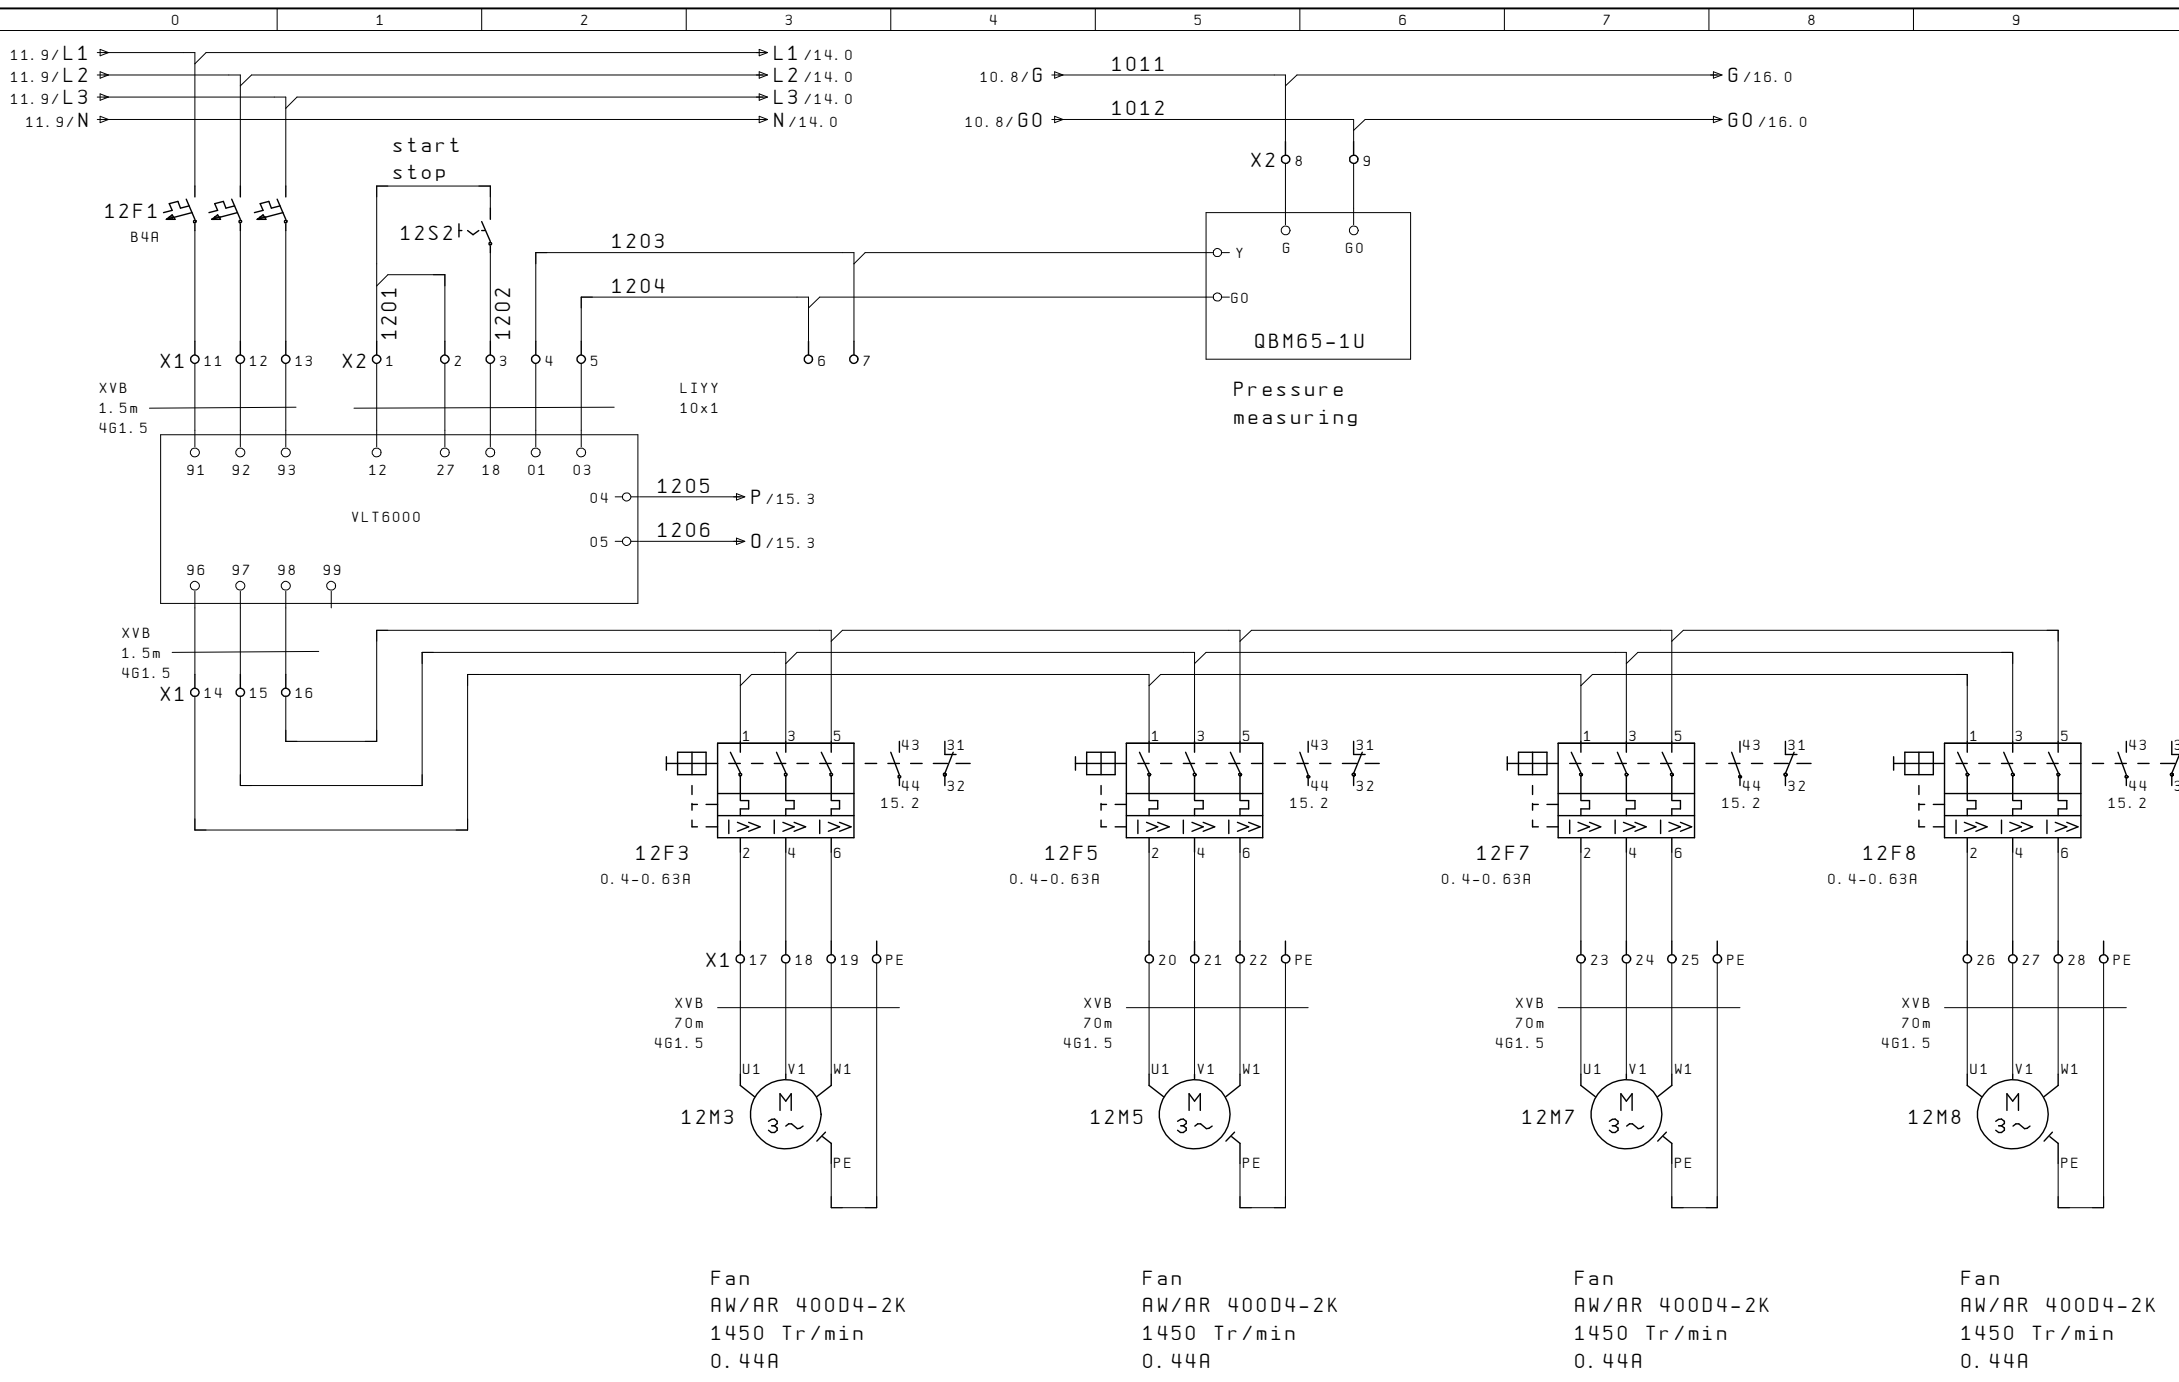 0 1 2 3 4 5 6 7 8 9
11.9/L1 L1/14.0
11.9/L2 L2/14.0
11.9/L3 L3/14.0
11.9/N N/14.0
10.8/G 1011 G/16.0
10.8/G0 1012 G0/16.0
start
stop
X2 8 9
12F1
B4A
12S2
1203
1204
1201
1202
Y
G G0
G0
QBM65-1U
Pressure
measuring
X1 11 12 13 X2 1 2 3 4 5 6 7
XVB
1.5m
4G1.5
LIYY
10x1
91 92 93 12 27 18 01 03
04 1205 P/15.3
VLT6000
05 1206 0/15.3
96 97 98 99
XVB
1.5m
4G1.5
X1 14 15 16
1 3 5 43 31
44 32
15.2
12F3
0.4-0.63A
2 4 6
1 3 5 43 31
44 32
15.2
12F5
0.4-0.63A
2 4 6
1 3 5 43 31
44 32
15.2
12F7
0.4-0.63A
2 4 6
1 3 5 43
44
15.2
12F8
0.4-0.63A
2 4 6
X1 17 18 19 PE
20 21 22 PE
23 24 25 PE
26 27 28 PE
XVB
70m
4G1.5
XVB
70m
4G1.5
XVB
70m
4G1.5
XVB
70m
4G1.5
U1 V1 W1
12M3
M
3~
PE
U1 V1 W1
12M5
M
3~
PE
U1 V1 W1
12M7
M
3~
PE
U1 V1 W1
12M8
M
3~
PE
Fan
AW/AR 400D4-2K
1450 Tr/min
0.44A
Fan
AW/AR 400D4-2K
1450 Tr/min
0.44A
Fan
AW/AR 400D4-2K
1450 Tr/min
0.44A
Fan
AW/AR 400D4-2K
1450 Tr/min
0.44A